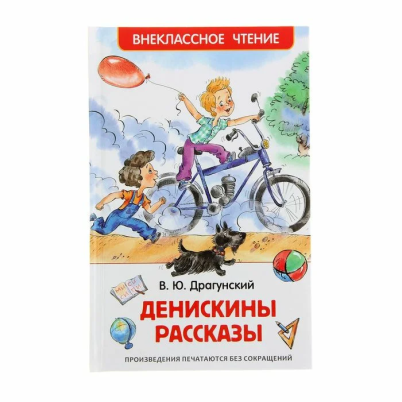 ВНЕКЛАССНОЕ ЧТЕНИЕ
В. Ю. Драгунский
ДЕНИСКИНЫ
РАССКАЗЫ
ПРОИЗВЕДЕНИЯ ПЕЧАТАЮТСЯ БЕЗ СОКРАЩЕНИЙ